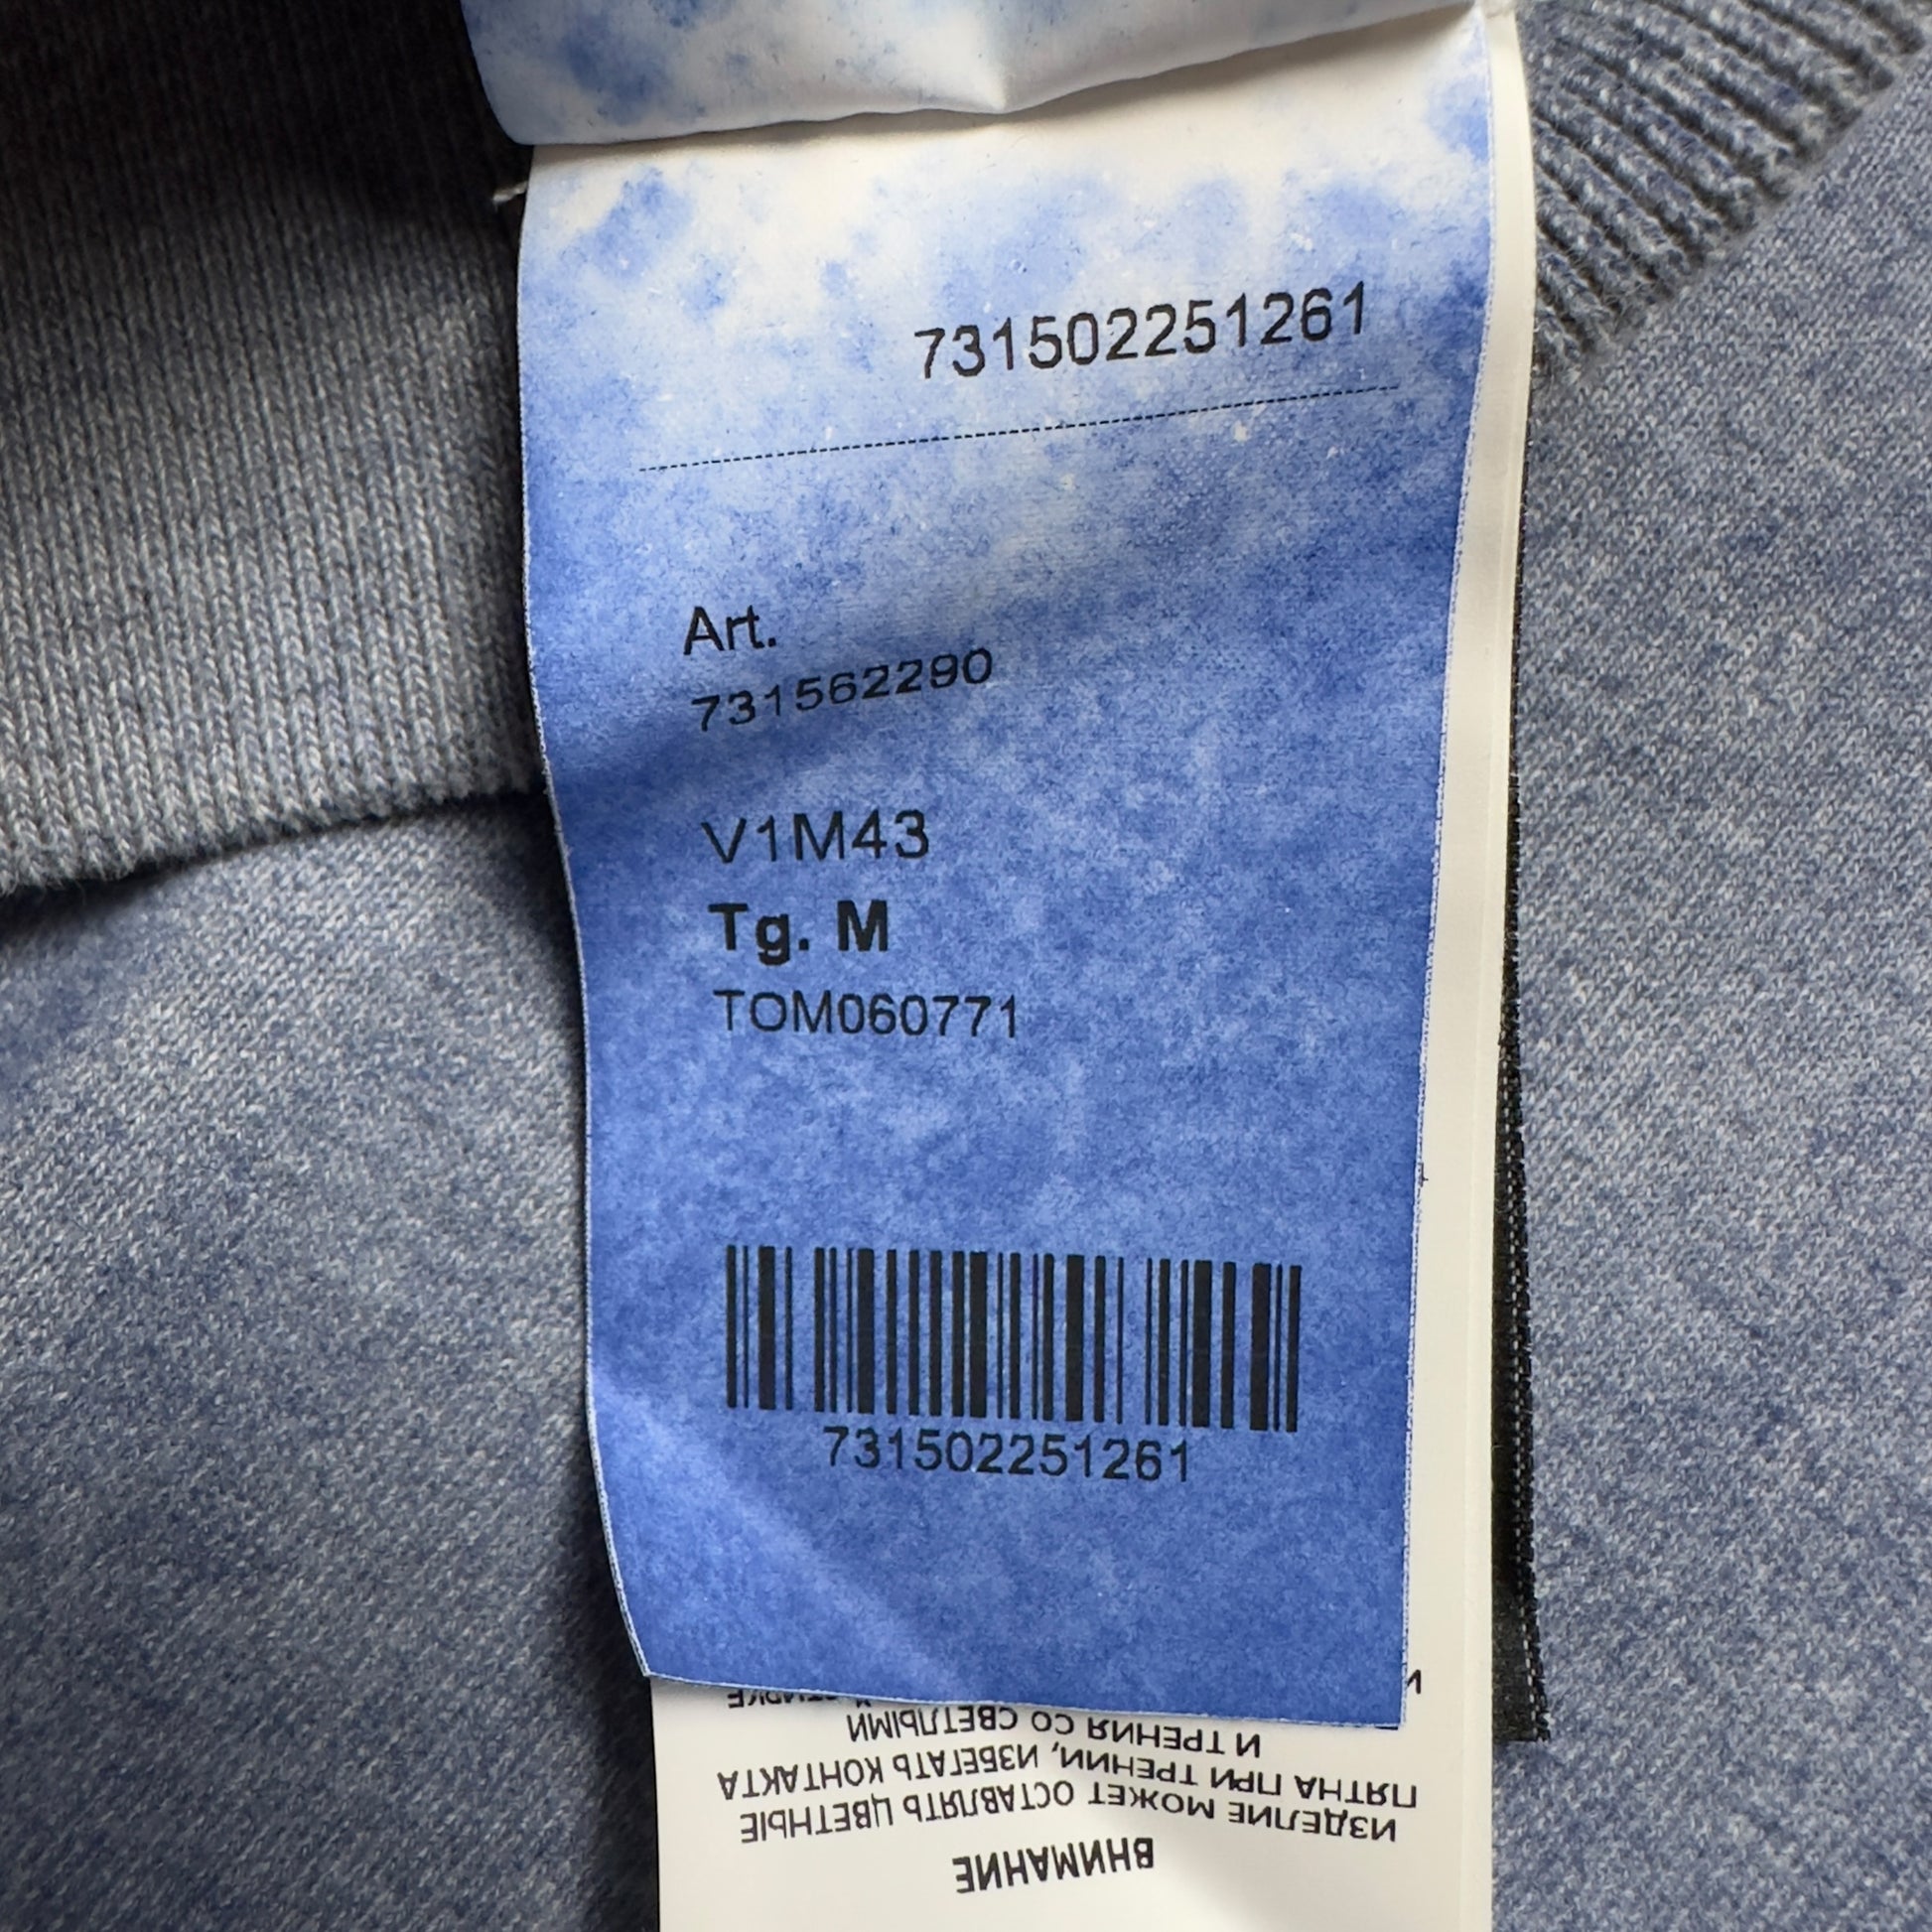 731502251261
Art.
731562290
V1M43
Tg. M
TOM060771
731502251261
ВНИМАНИЕ
ИЗДЕЛИЕ МОЖЕТ ОСТАВЛЯТЬ ЦВЕТНЫЕ
ПЯТНА ПРИ ТРЕНИИ, ИЗБЕГАТЬ КОНТАКТА
И ТРЕНИЯ СО СВЕТЛЫМИ